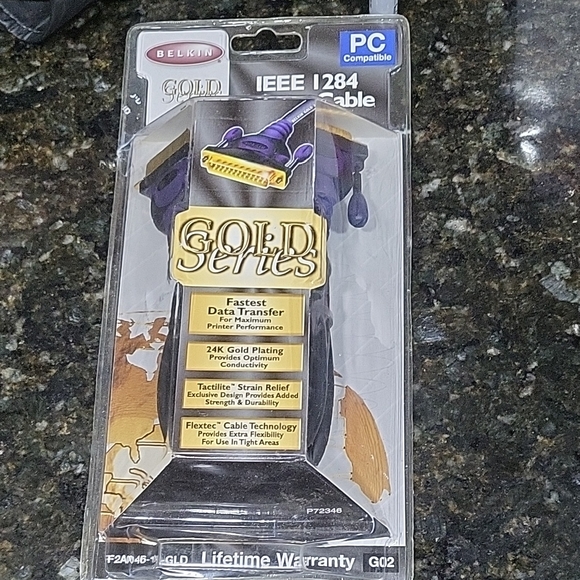 BELKIN
PC
Compatible
GOLD
IEEE 1284
Cable
GOLD
Series
Fastest
Data Transfer
For Maximum
Printer Performance
24K Gold Plating
Provides Optimum
Conductivity
Tactilite™ Strain Relief
Exclusive Design Provides Added
Strength & Durability
Flextec™ Cable Technology
Provides Extra Flexibility
For Use In Tight Areas
P72346
-GLD Lifetime Warranty G02